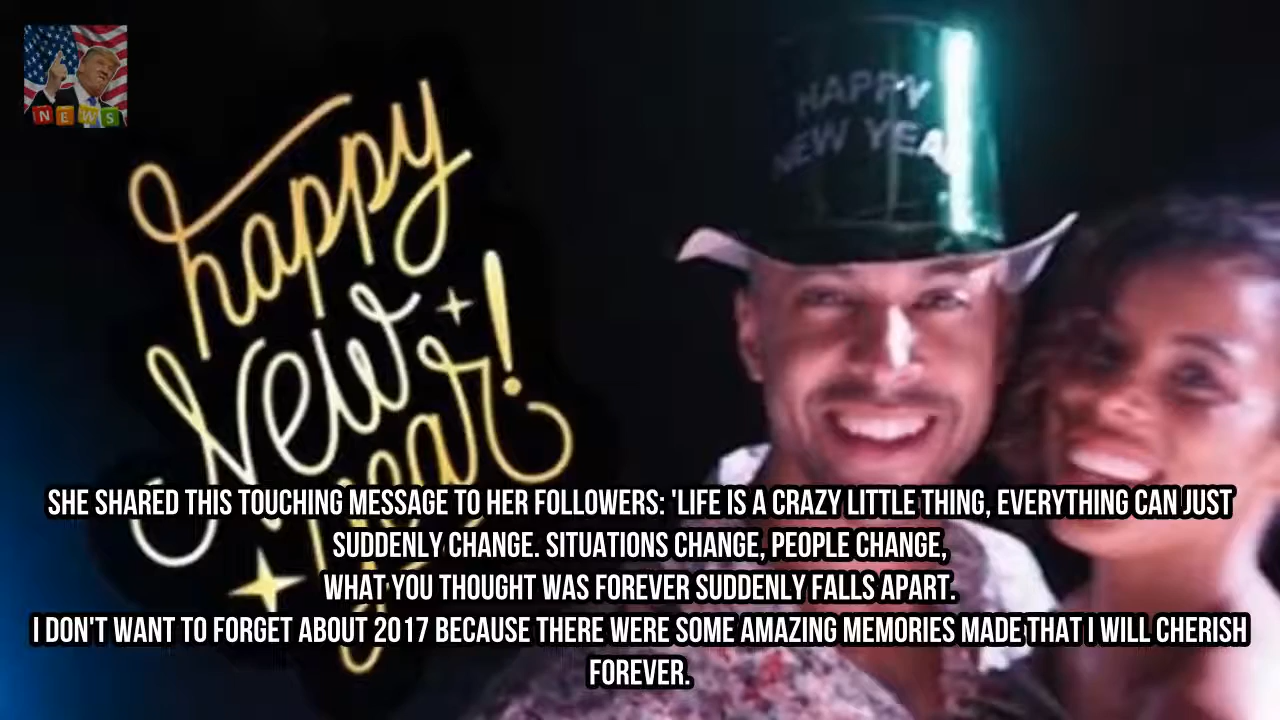 NEWS
happy
New
Year!
HAPPY
NEW YEA
SHE SHARED THIS TOUCHING MESSAGE TO HER FOLLOWERS: 'LIFE IS A CRAZY LITTLE THING, EVERYTHING CAN JUST
SUDDENLY CHANGE. SITUATIONS CHANGE, PEOPLE CHANGE,
WHAT YOU THOUGHT WAS FOREVER SUDDENLY FALLS APART.
I DON'T WANT TO FORGET ABOUT 2017 BECAUSE THERE WERE SOME AMAZING MEMORIES MADE THAT I WILL CHERISH
FOREVER.